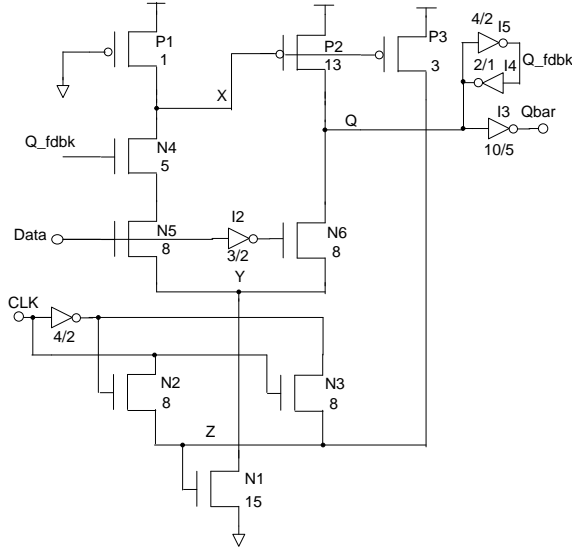 4/2
I5
P1
P2
P3
1
13
3
2/1
I4
Q_fdbk
X
Q
I3
Qbar
10/5
Q_fdbk
N4
5
Data
N5
8
I2
3/2
N6
8
Y
CLK
4/2
N2
8
N3
8
Z
N1
15